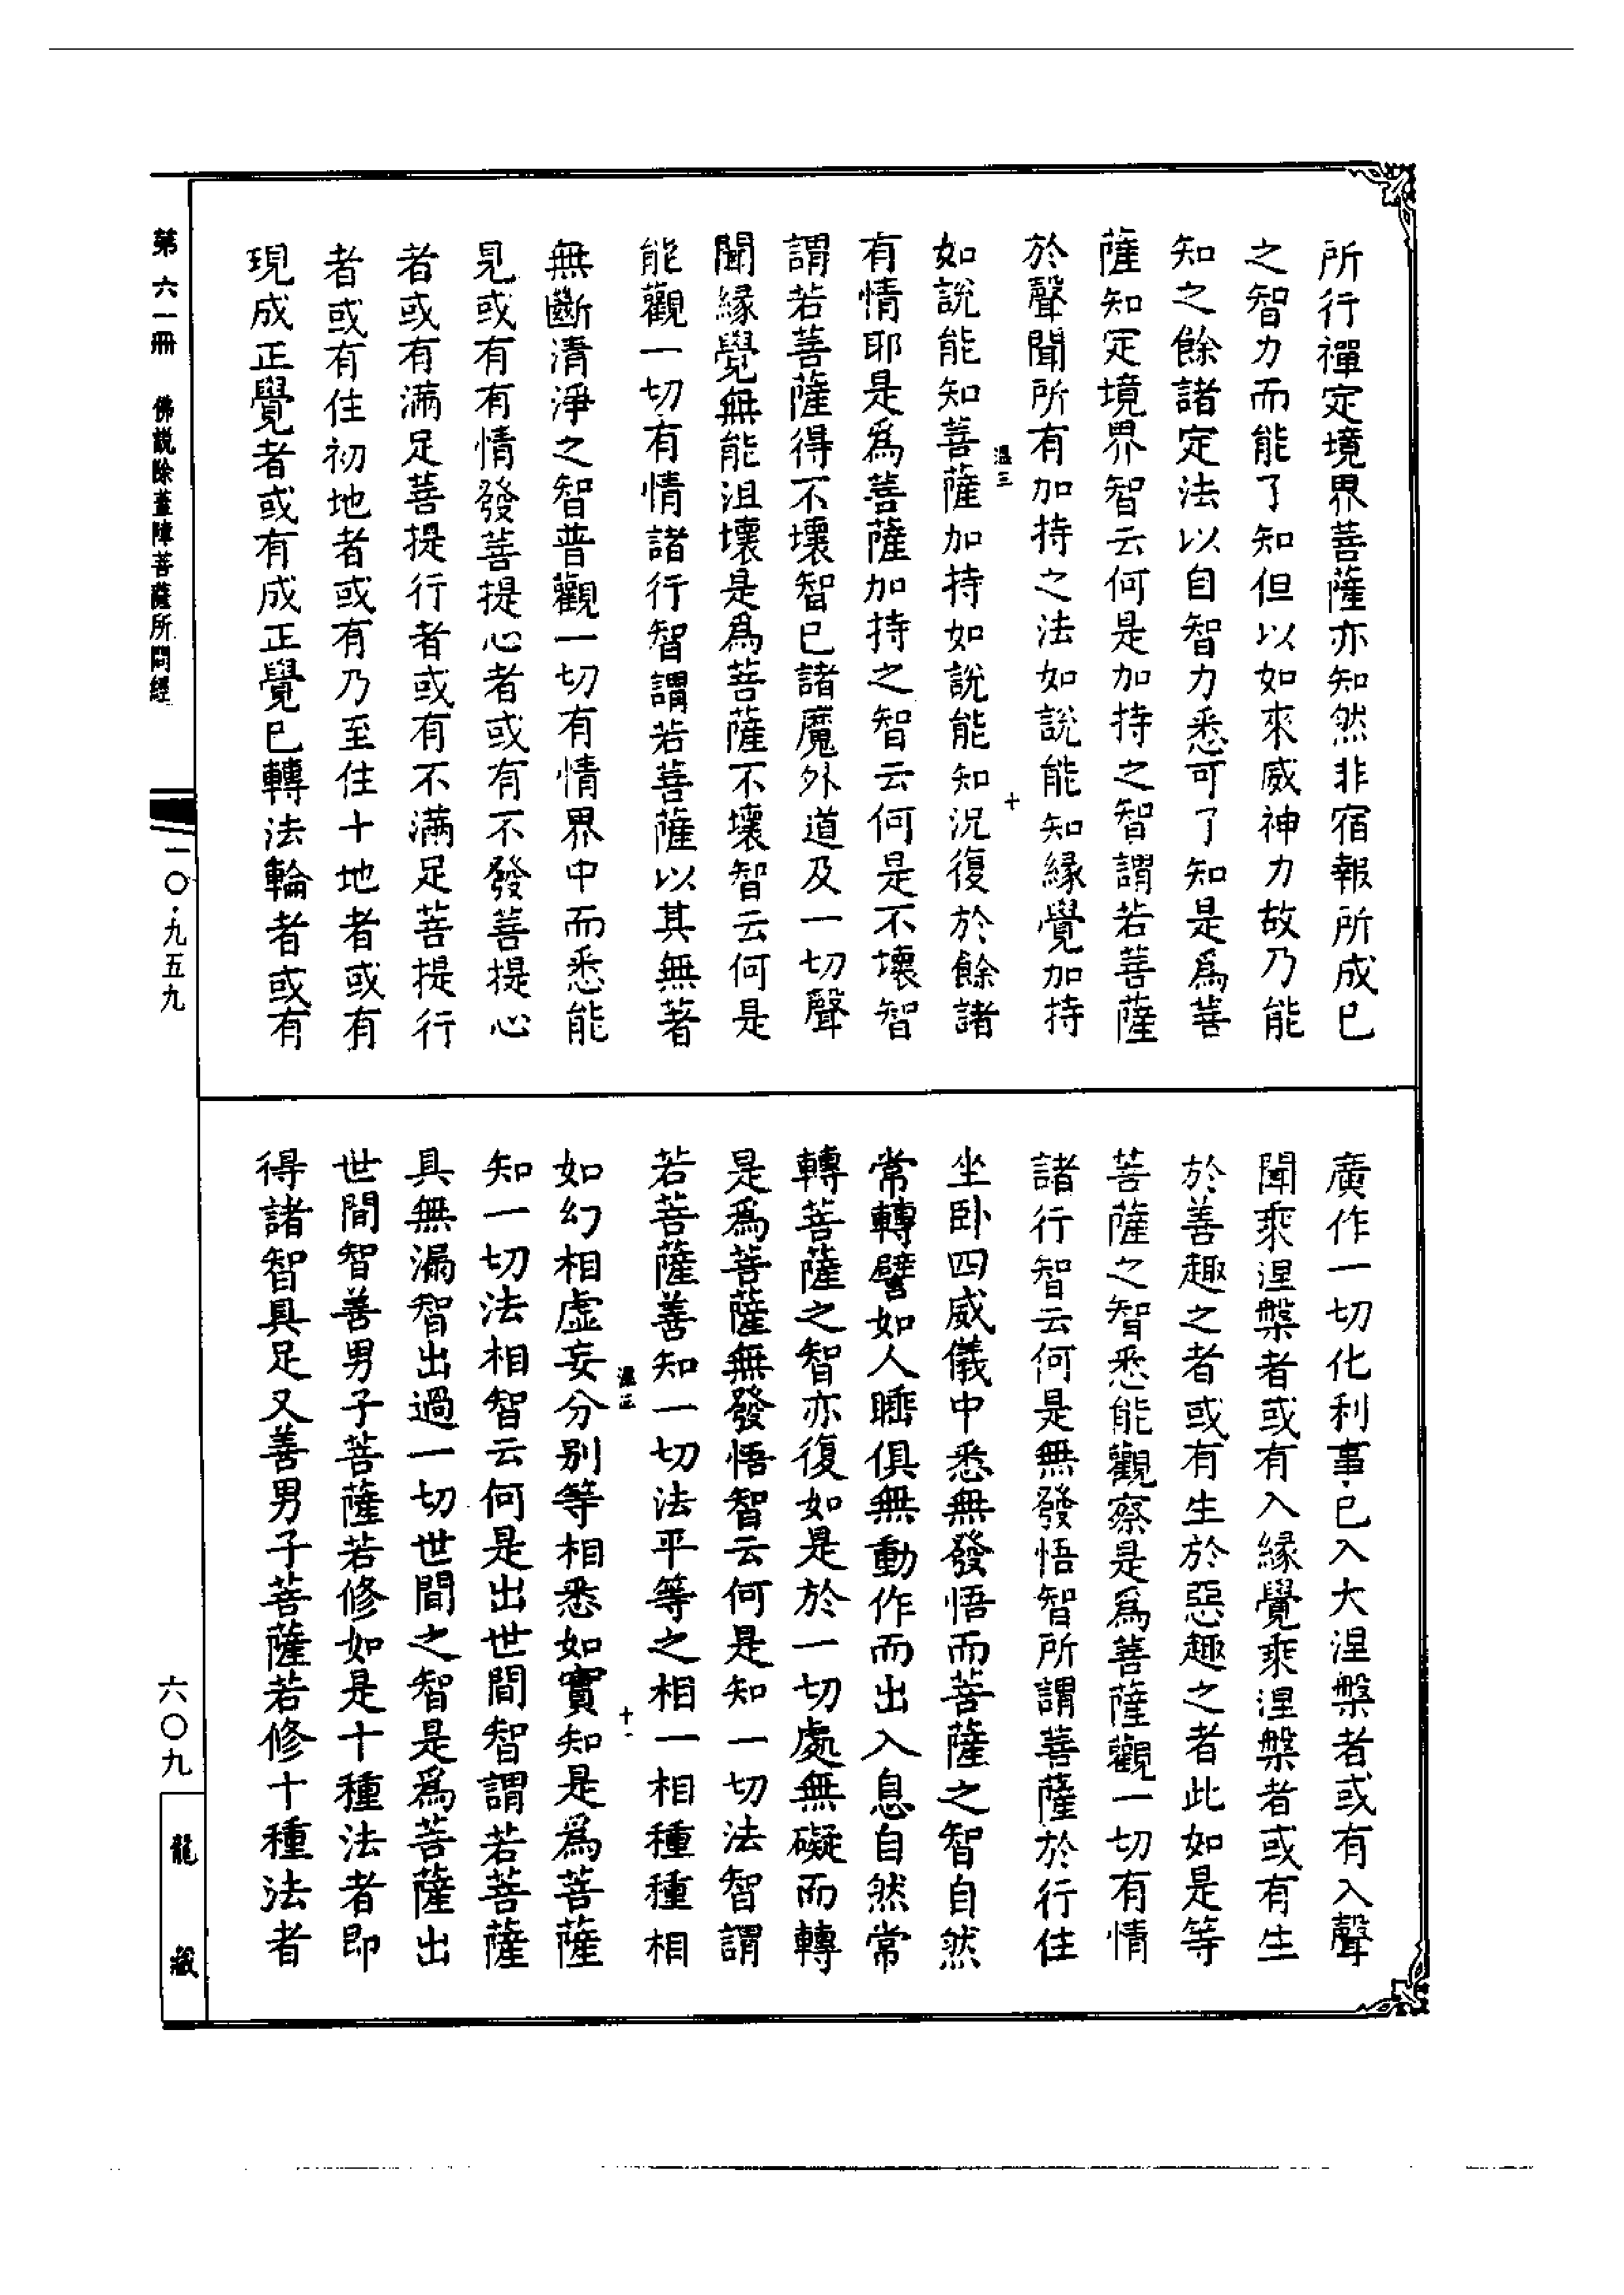 所行禪定境界菩薩亦知然非宿報所成已
之智力而能了知但以如來威神力故乃能
知之餘諸定法以自智力悉可了知是為菩
薩知定境界智云何是加持之智謂若菩薩
於聲聞所有加持之法如說能知緣覺加持
溫三
十
如說能知菩薩加持如說能知況復於餘諸
有情耶是為菩薩加持之智云何是不壞智
謂若菩薩得不壞智已諸魔外道及一切聲
聞緣覺無能沮壞是為菩薩不壞智云何是
能觀一切有情諸行智謂若菩薩以其無著
無斷清淨之智普觀一切有情界中而悉能
見或有有情發菩提心者或有不發菩提心
者或有滿足菩提行者或有不滿足菩提行
者或有住初地者或有乃至住十地者或有
現成正覺者或有成正覺已轉法輪者或有
廣作一切化利事已入大涅槃者或有入聲
聞乘涅槃者或有入緣覺乘涅槃者或有生
於善趣之者或有生於惡趣之者此如是等
菩薩之智悉能觀察是為菩薩觀一切有情
諸行智云何是無發悟智所謂菩薩於行住
坐臥四威儀中悉無發悟而菩薩之智自然
常轉譬如人睡俱無動作而出入息自然常
轉菩薩之智亦復如是於一切處無礙而轉
是為菩薩無發悟智云何是知一切法智謂
若菩薩善知一切法平等之相一相種種相
十一
如幻相虛妄分別等相悉如實知是為菩薩
知一切法相智云何是出世間智謂若菩薩
具無漏智出過一切世間之智是為菩薩出
世間智善男子菩薩若修如是十種法者即
得諸智具足又善男子菩薩若修十種法者
第六一冊 佛說除蓋障菩薩所問經
一〇·九五九
六〇九
龍藏